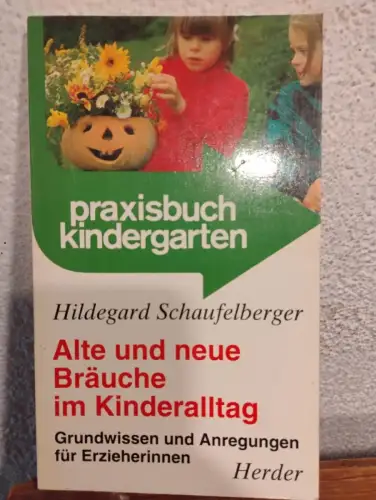 praxisbuch
kindergarten
Hildegard Schaufelberger
Alte und neue
Bräuche
im Kinderalltag
Grundwissen und Anregungen
für Erzieherinnen
Herder